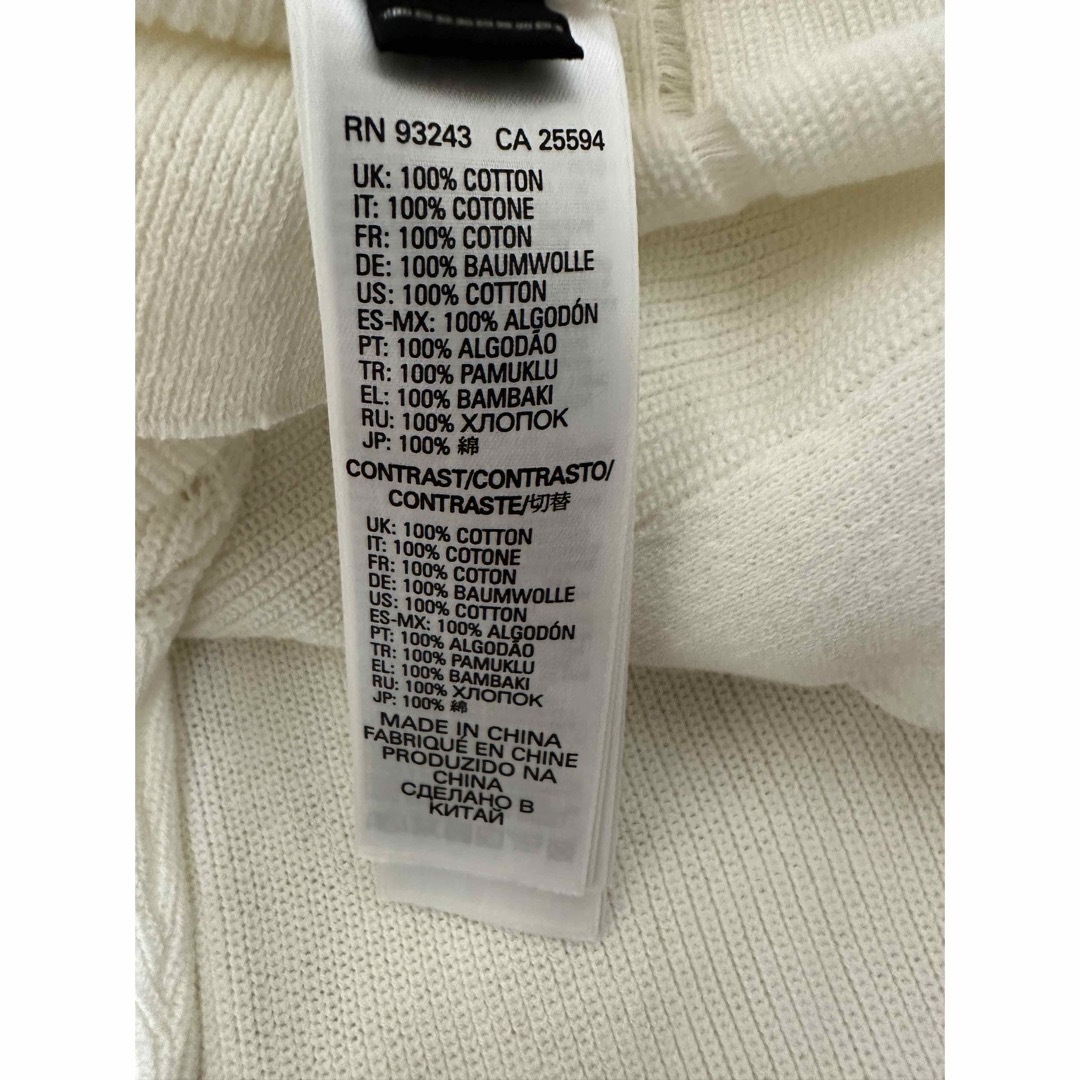 RN 93243 CA 25594
UK: 100% COTTON
IT: 100% COTONE
FR: 100% COTON
DE: 100% BAUMWOLLE
US: 100% COTTON
ES-MX: 100% ALGODÓN
PT: 100% ALGODÃO
TR: 100% PAMUKLU
EL: 100% BAMBAKI
RU: 100% ХЛОПОК
JP: 100% 綿
CONTRAST/CONTRASTO/
CONTRASTE/切替
UK: 100% COTTON
IT: 100% COTONE
FR: 100% COTON
DE: 100% BAUMWOLLE
US: 100% COTTON
ES-MX: 100% ALGODÓN
PT: 100% ALGODÃO
TR: 100% PAMUKLU
EL: 100% BAMBAKI
RU: 100% ХЛОПОК
JP: 100% 綿
MADE IN CHINA
FABRIQUÉ EN CHINE
PRODUZIDO NA
CHINA
СДЕЛАНО В
КИТАЙ